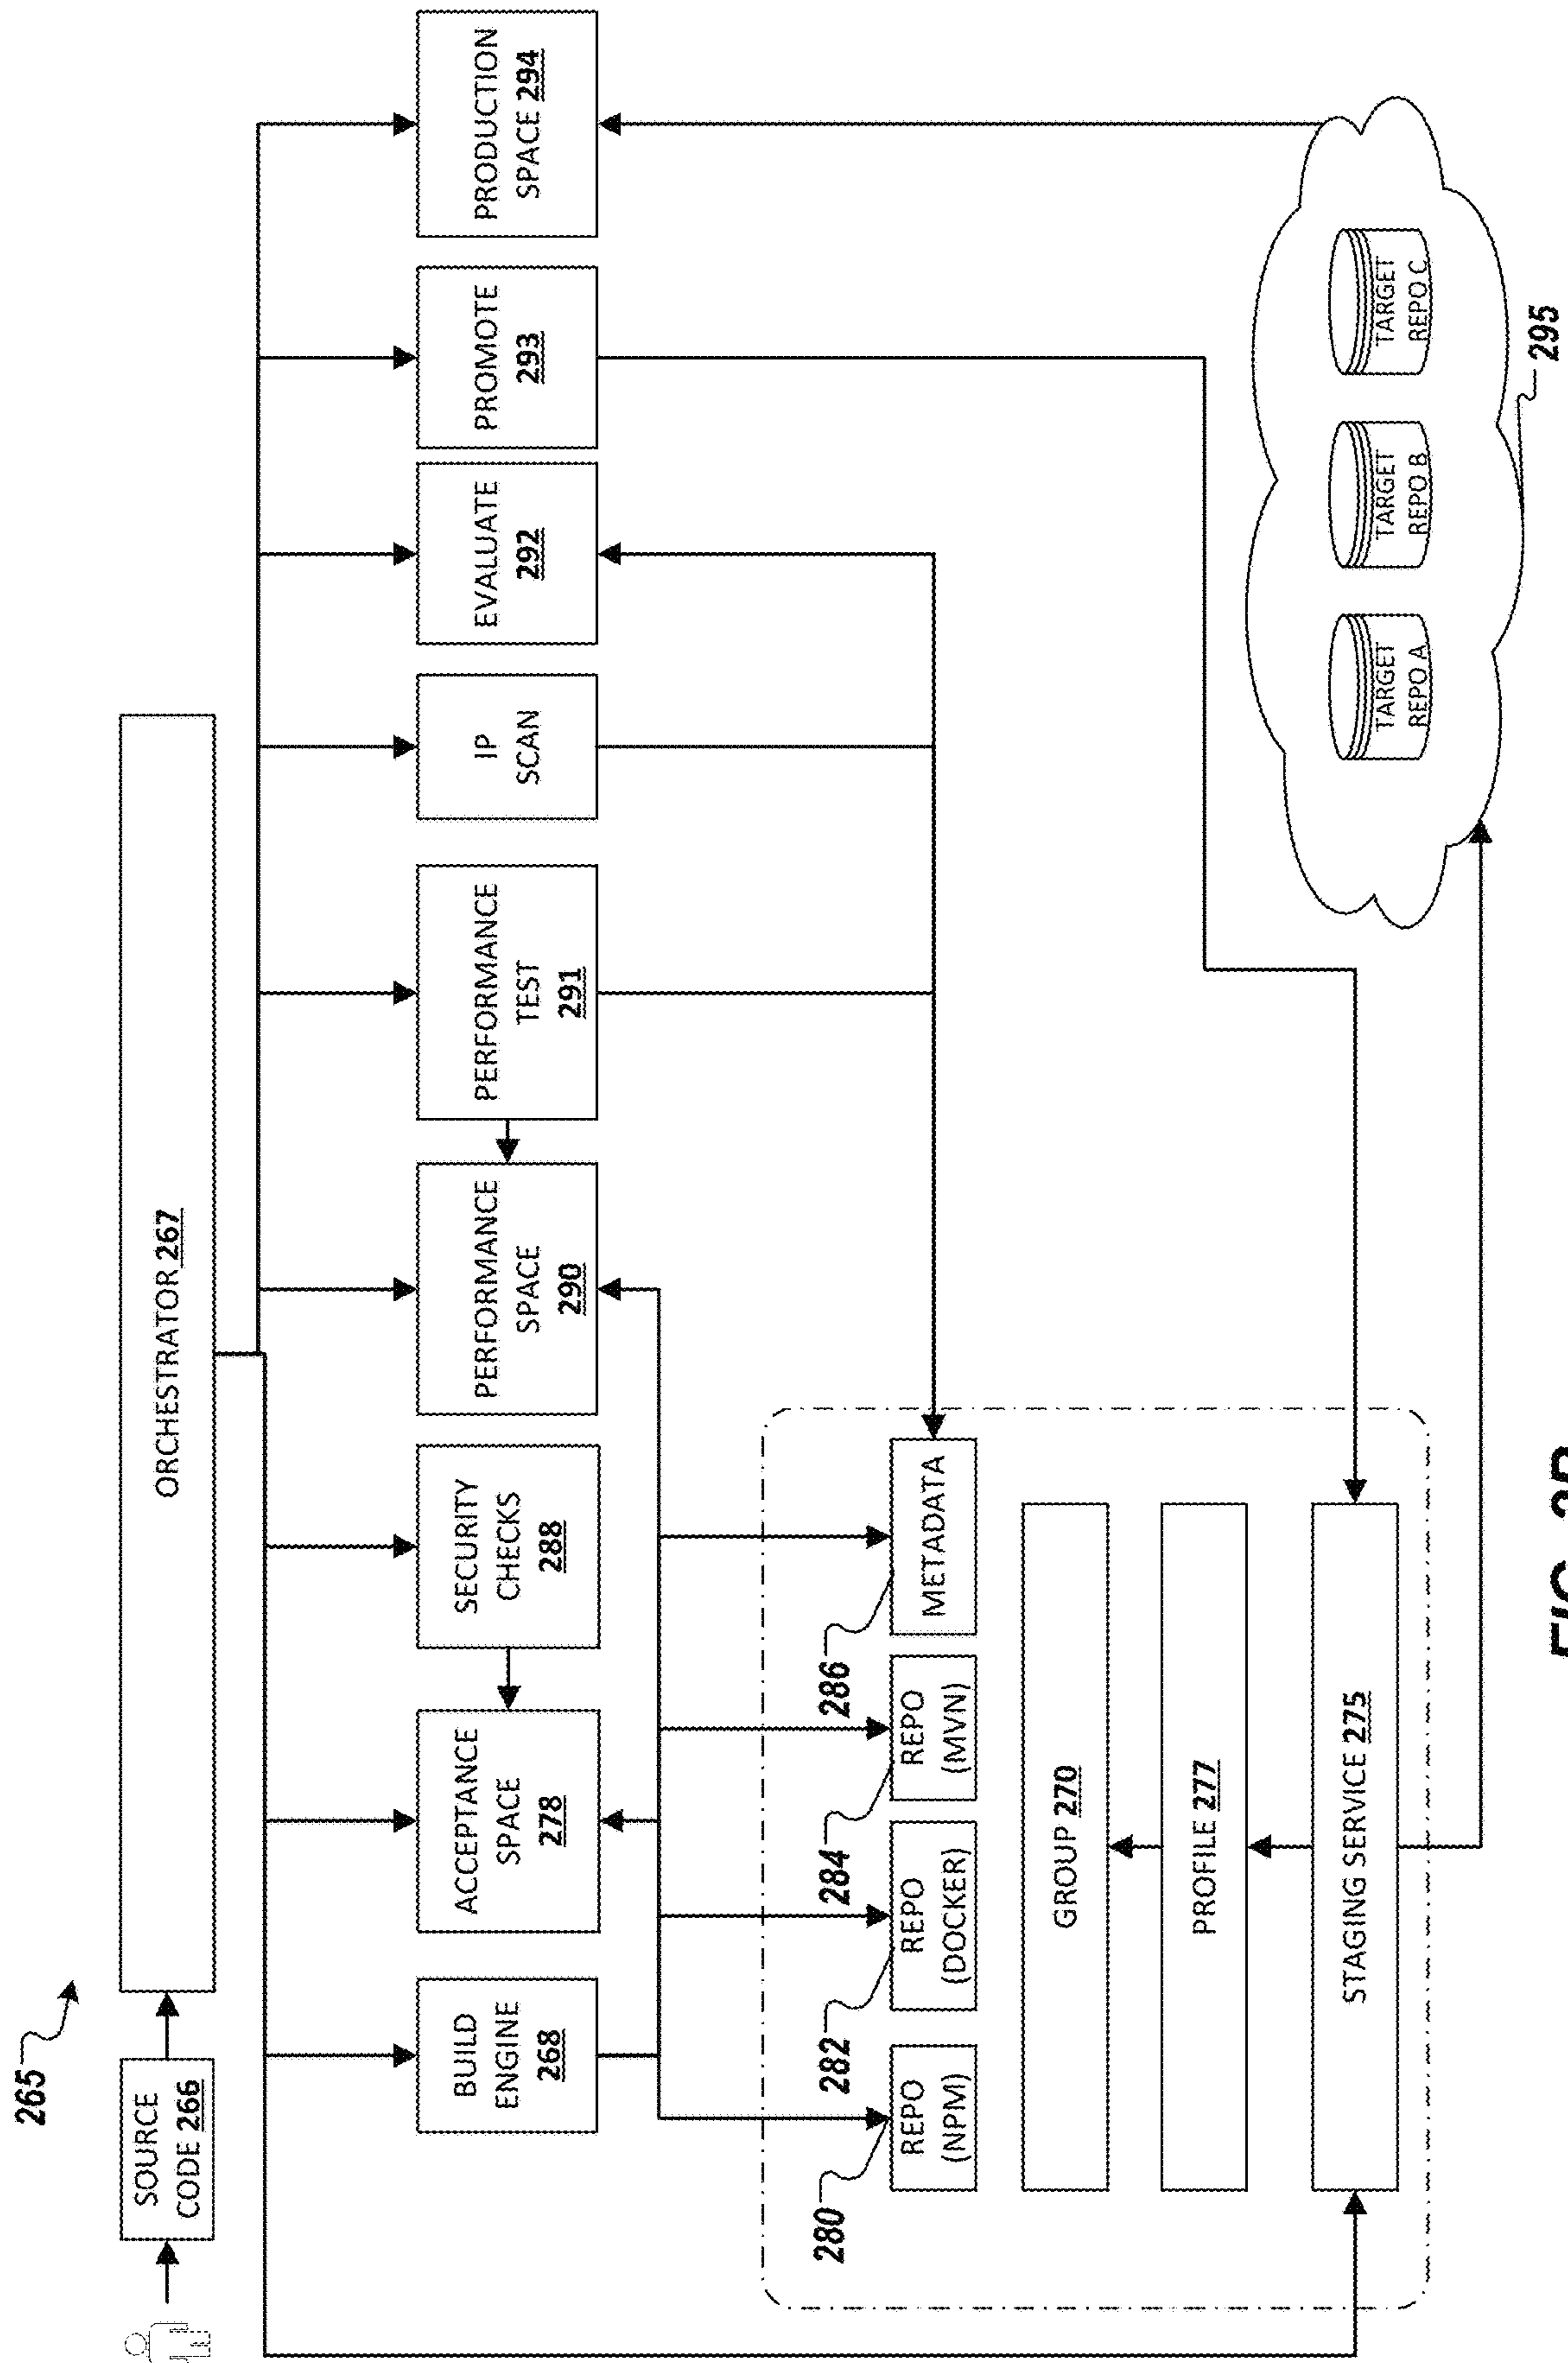 265
SOURCE
CODE 266
ORCHESTRATOR 267
BUILD
ENGINE
268
ACCEPTANCE
SPACE
278
SECURITY
CHECKS
288
PERFORMANCE
SPACE
290
PERFORMANCE
TEST
291
IP
SCAN
EVALUATE
292
PROMOTE
293
PRODUCTION
SPACE 294
280
282
284
286
REPO
(NPM)
REPO
(DOCKER)
REPO
(MVN)
METADATA
GROUP 270
PROFILE 277
STAGING SERVICE 275
TARGET
REPO A
TARGET
REPO B
TARGET
REPO C
295